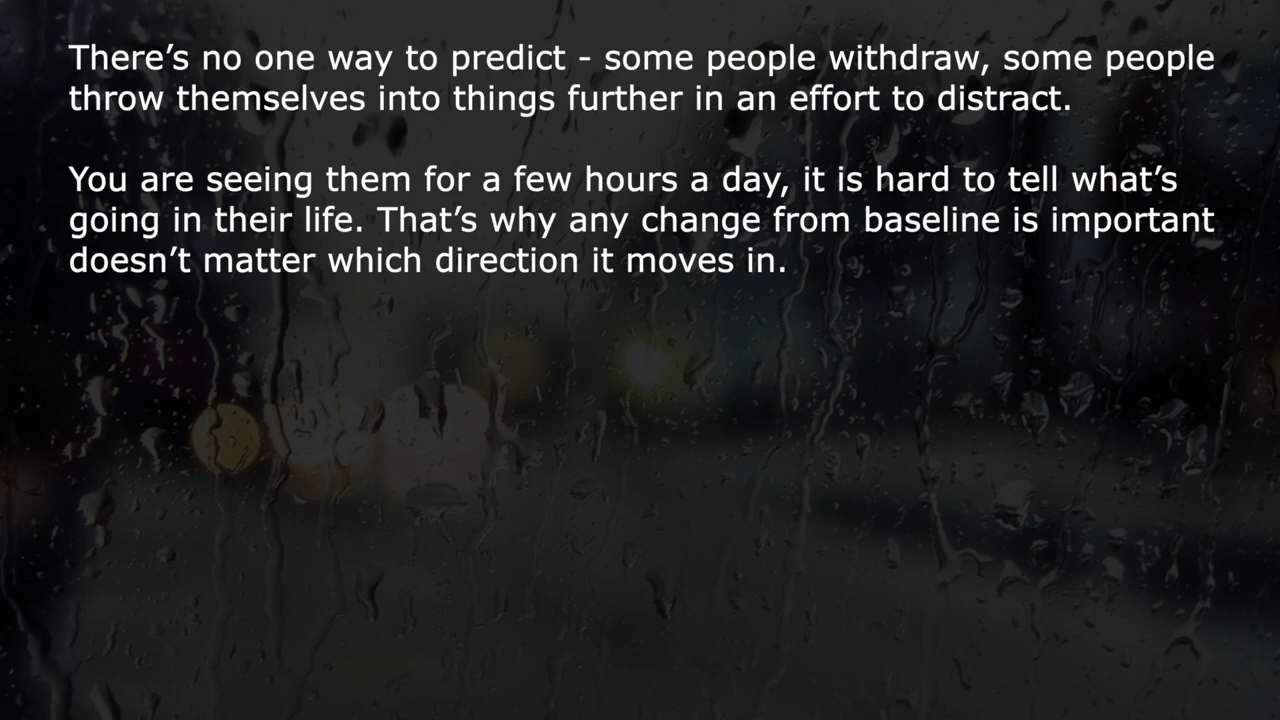 There’s no one way to predict - some people withdraw, some people
throw themselves into things further in an effort to distract.
You are seeing them for a few hours a day, it is hard to tell what’s
going in their life. That’s why any change from baseline is important
doesn’t matter which direction it moves in.